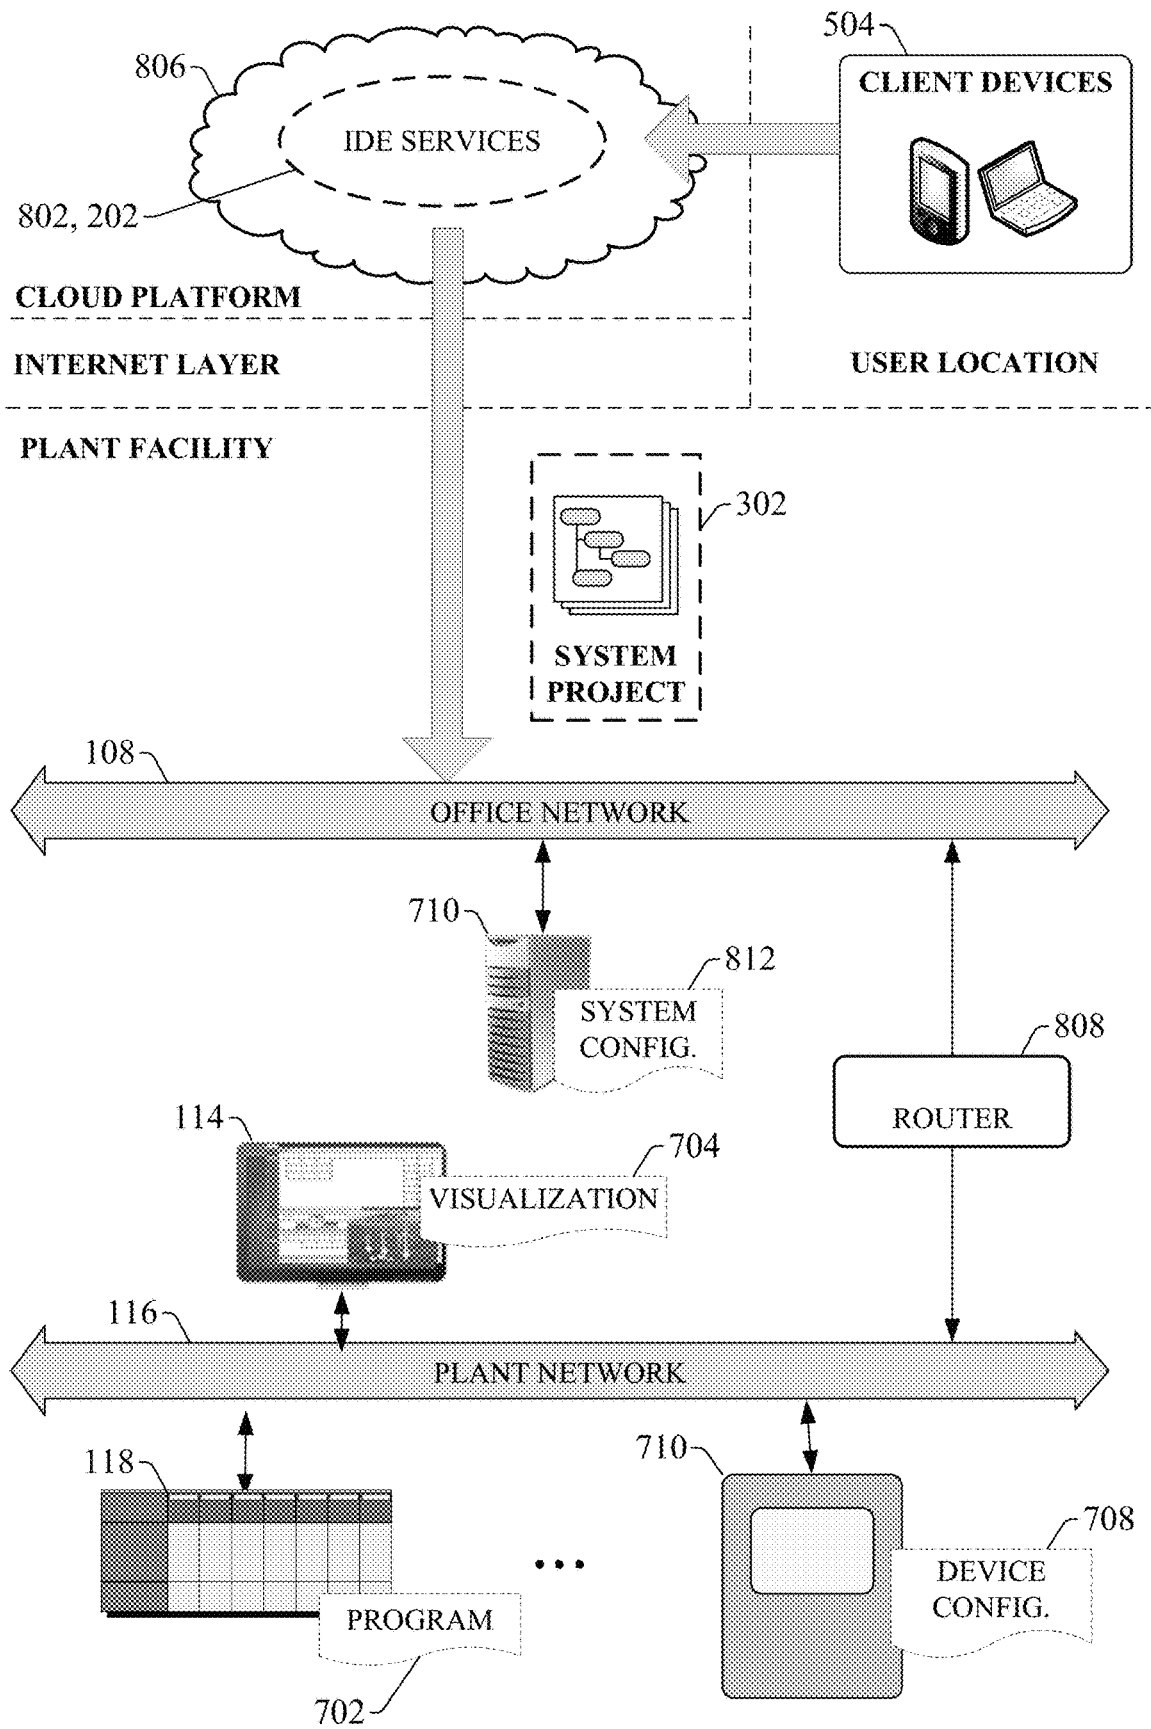 504
806
CLIENT DEVICES
IDE SERVICES
802, 202
CLOUD PLATFORM
INTERNET LAYER
USER LOCATION
PLANT FACILITY
302
SYSTEM
PROJECT
108
OFFICE NETWORK
710
812
SYSTEM
CONFIG.
808
ROUTER
114
704
VISUALIZATION
116
PLANT NETWORK
710
118
708
DEVICE
CONFIG.
...
PROGRAM
702